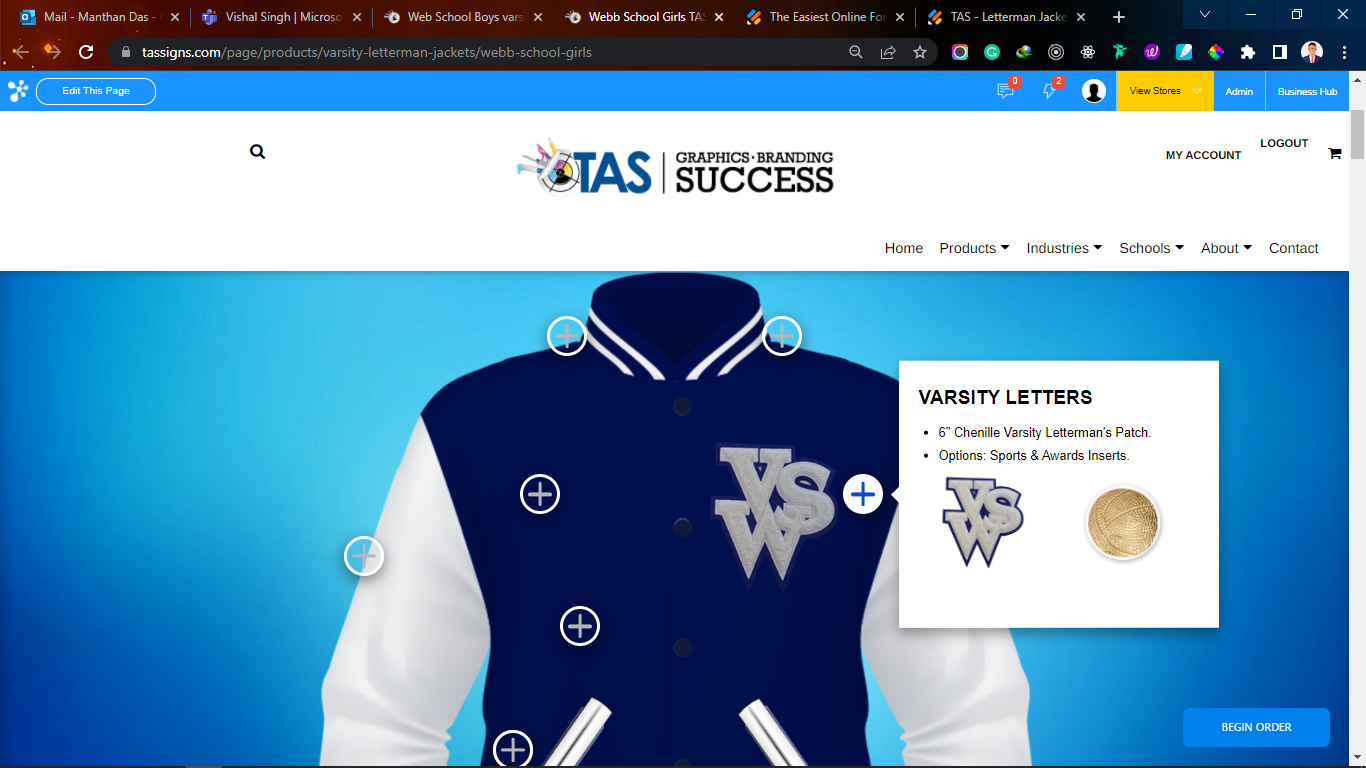 Mail - Manthan Das -
Vishal Singh | Microso
Web School Boys vars
Webb School Girls TAS
The Easiest Online For
TAS - Letterman Jacke
tassigns.com/page/products/varsity-letterman-jackets/webb-school-girls
Edit This Page
0
2
View Stores
Admin
Business Hub
TAS GRAPHICS·BRANDING
SUCCESS
MY ACCOUNT
LOGOUT
Home Products Industries Schools About Contact
VSW
VARSITY LETTERS
• 6" Chenille Varsity Letterman's Patch.
• Options: Sports & Awards Inserts.
VSW
BEGIN ORDER